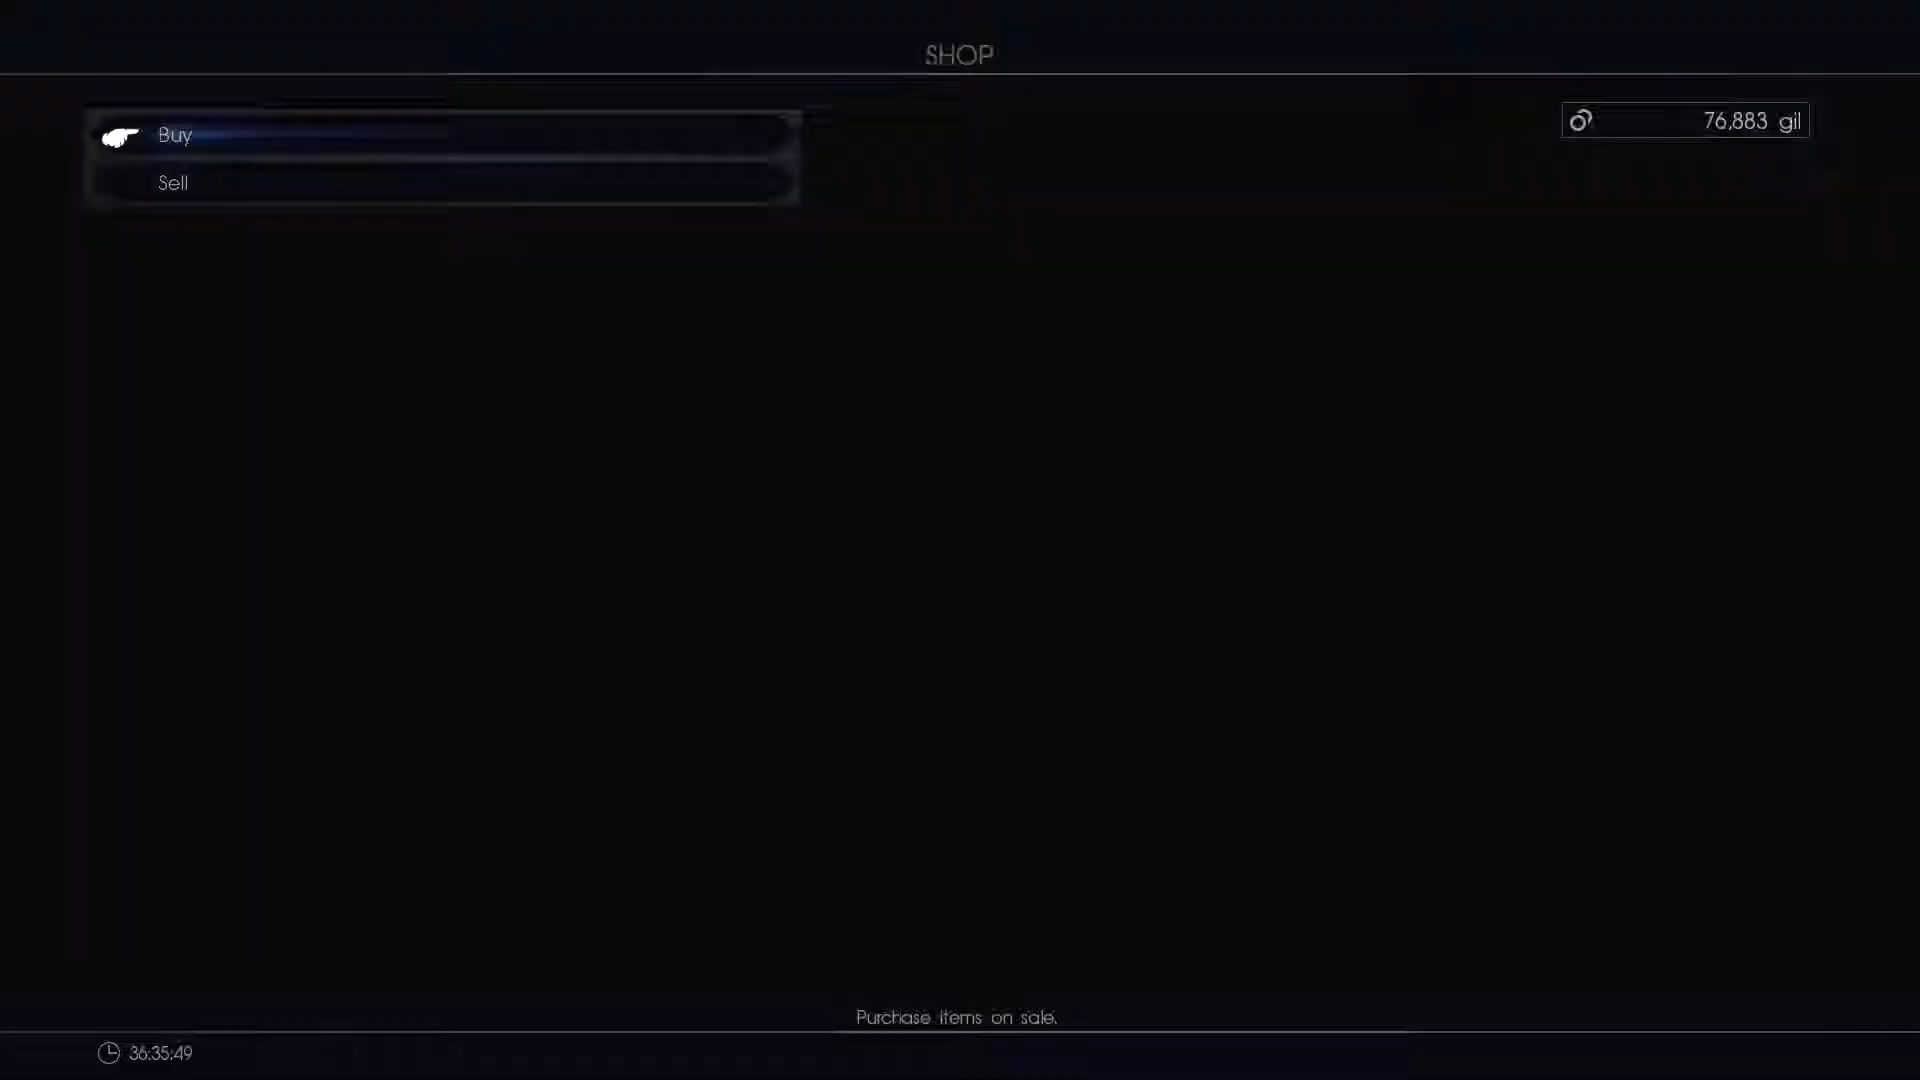 SHOP
Buy
76,883 gil
Sell
Purchase items on sale.
36:35:49